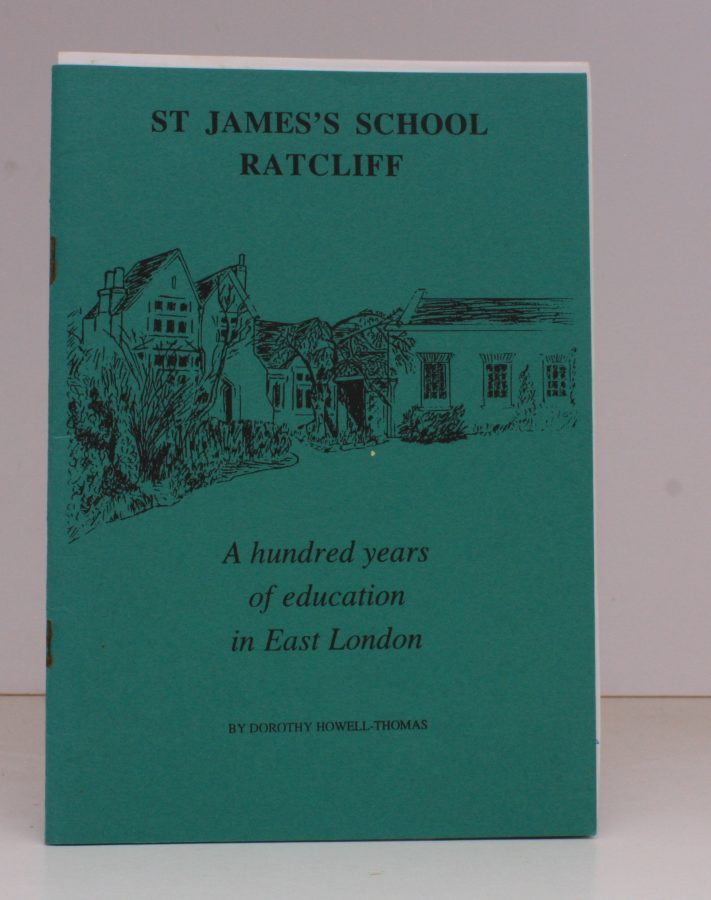 ST JAMES'S SCHOOL
RATCLIFF
A hundred years
of education
in East London
BY DOROTHY HOWELL-THOMAS